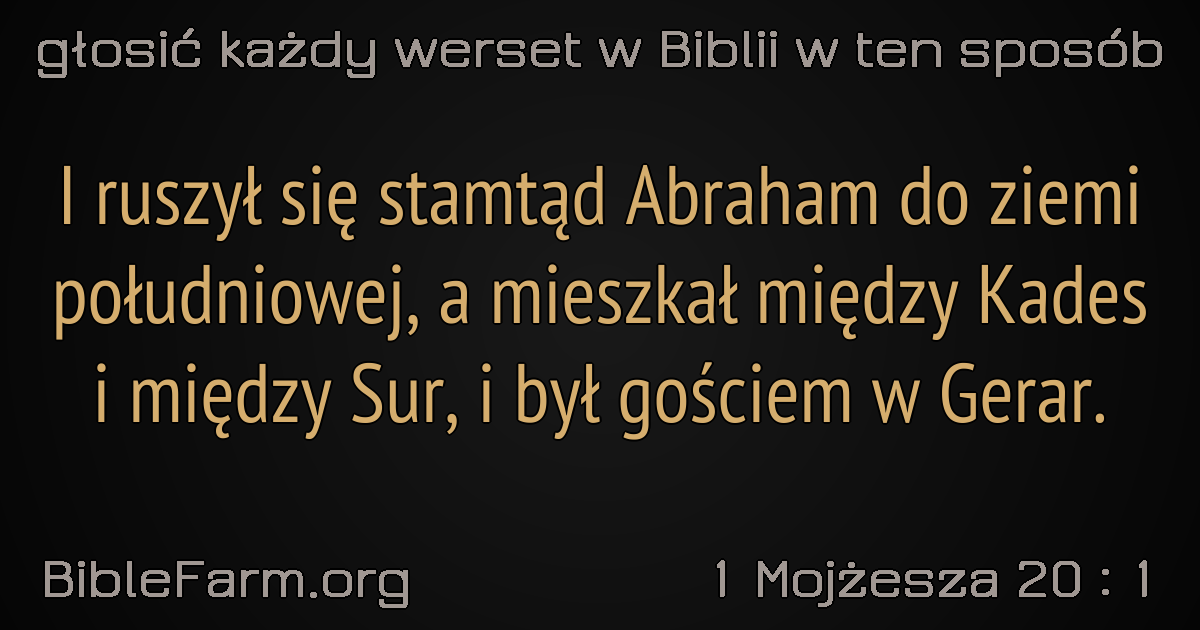 głosić każdy werset w Biblii w ten sposób
I ruszył się stamtąd Abraham do ziemi
południowej, a mieszkał między Kades
i między Sur, i był gościem w Gerar.
BibleFarm.org
1 Mojżesza 20 : 1